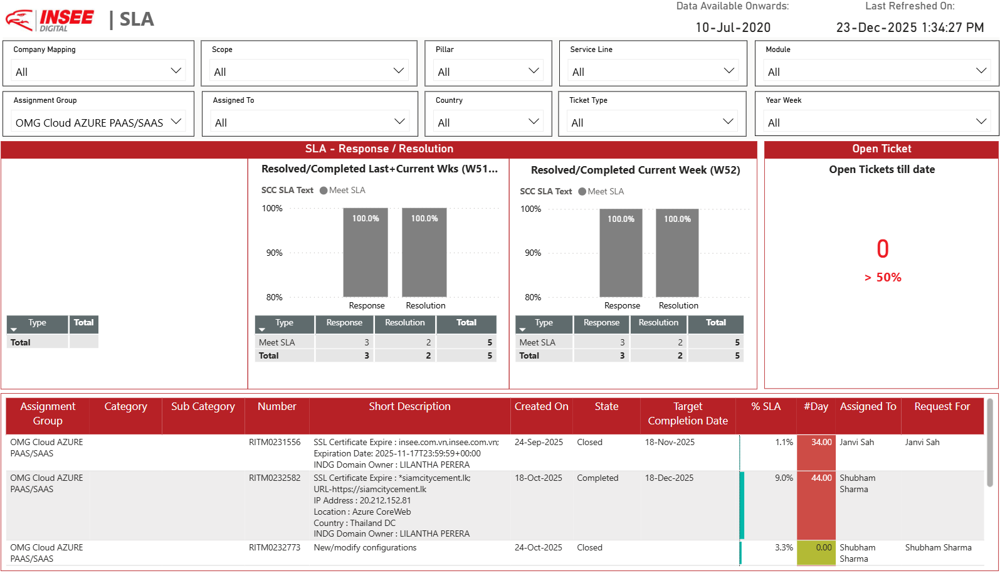 INSEE
DIGITAL
| SLA
Data Available Onwards:
10-Jul-2020
Last Refreshed On:
23-Dec-2025 1:34:27 PM
Company Mapping
All
Scope
All
Pillar
All
Service Line
All
Module
All
Assignment Group
OMG Cloud AZURE PAAS/SAAS
Assigned To
All
Country
All
Ticket Type
All
Year Week
All
SLA - Response / Resolution
Type Total
Total
Resolved/Completed Last+Current Wks (W51...
SCC SLA Text Meet SLA
100%
90%
80%
100.0% 100.0%
Response Resolution
Type Response Resolution Total
Meet SLA 3 2 5
Total 3 2 5
Resolved/Completed Current Week (W52)
SCC SLA Text Meet SLA
100%
90%
80%
100.0% 100.0%
Response Resolution
Type Response Resolution Total
Meet SLA 3 2 5
Total 3 2 5
Open Ticket
Open Tickets till date
0
> 50%
Assignment Group Category Sub Category Number Short Description Created On State Target Completion Date % SLA #Day Assigned To Request For
OMG Cloud AZURE PAAS/SAAS
RITM0231556
SSL Certificate Expire : insee.com.vn,insee.com.vn;
Expiration Date: 2025-11-17T23:59:59+00:00
INDG Domain Owner : LILANTHA PERERA
24-Sep-2025 Closed 18-Nov-2025 1.1% 34.00 Janvi Sah Janvi Sah
OMG Cloud AZURE PAAS/SAAS
RITM0232582
SSL Certificate Expire : *siamcitycement.lk;
URL-https://siamcitycement.lk
IP Address : 20.212.152.81
Location : Azure CoreWeb
Country : Thailand DC
INDG Domain Owner : LILANTHA PERERA
18-Oct-2025 Completed 18-Dec-2025 9.0% 44.00 Shubham Sharma
OMG Cloud AZURE PAAS/SAAS
RITM0232773
New/modify configurations
24-Oct-2025 Closed 3.3% 0.00 Shubham Sharma Shubham Sharma